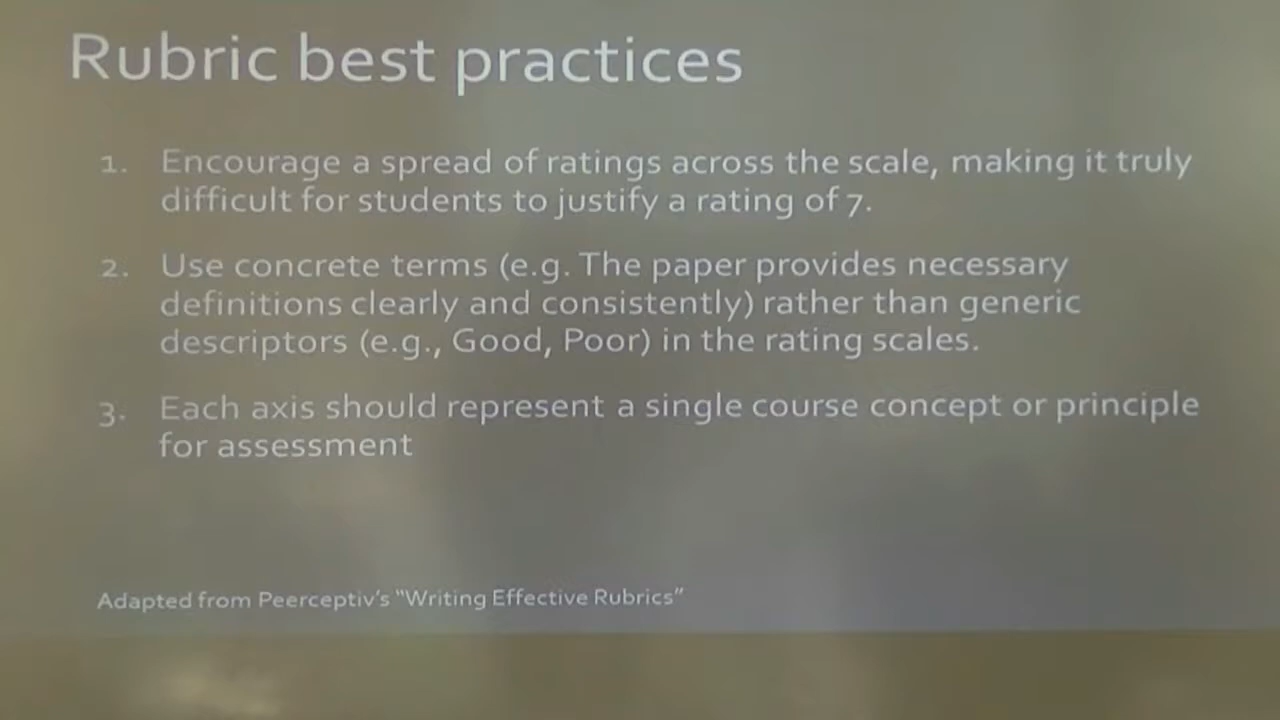 Rubric best practices
1. Encourage a spread of ratings across the scale, making it truly
difficult for students to justify a rating of 7.
2. Use concrete terms (e.g. The paper provides necessary
definitions clearly and consistently) rather than generic
descriptors (e.g., Good, Poor) in the rating scales.
3. Each axis should represent a single course concept or principle
for assessment
Adapted from Peerceptiv's "Writing Effective Rubrics"